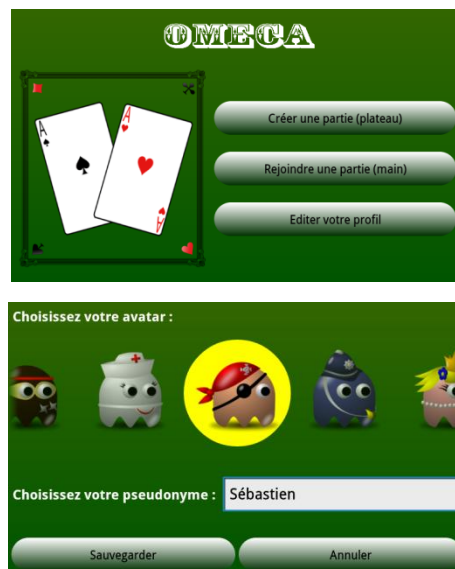 OMEGA
A
A
A
Créer une partie (plateau)
Rejoindre une partie (main)
Editer votre profil
Choisissez votre avatar :
Choisissez votre pseudonyme :
Sébastien
Sauvegarder
Annuler